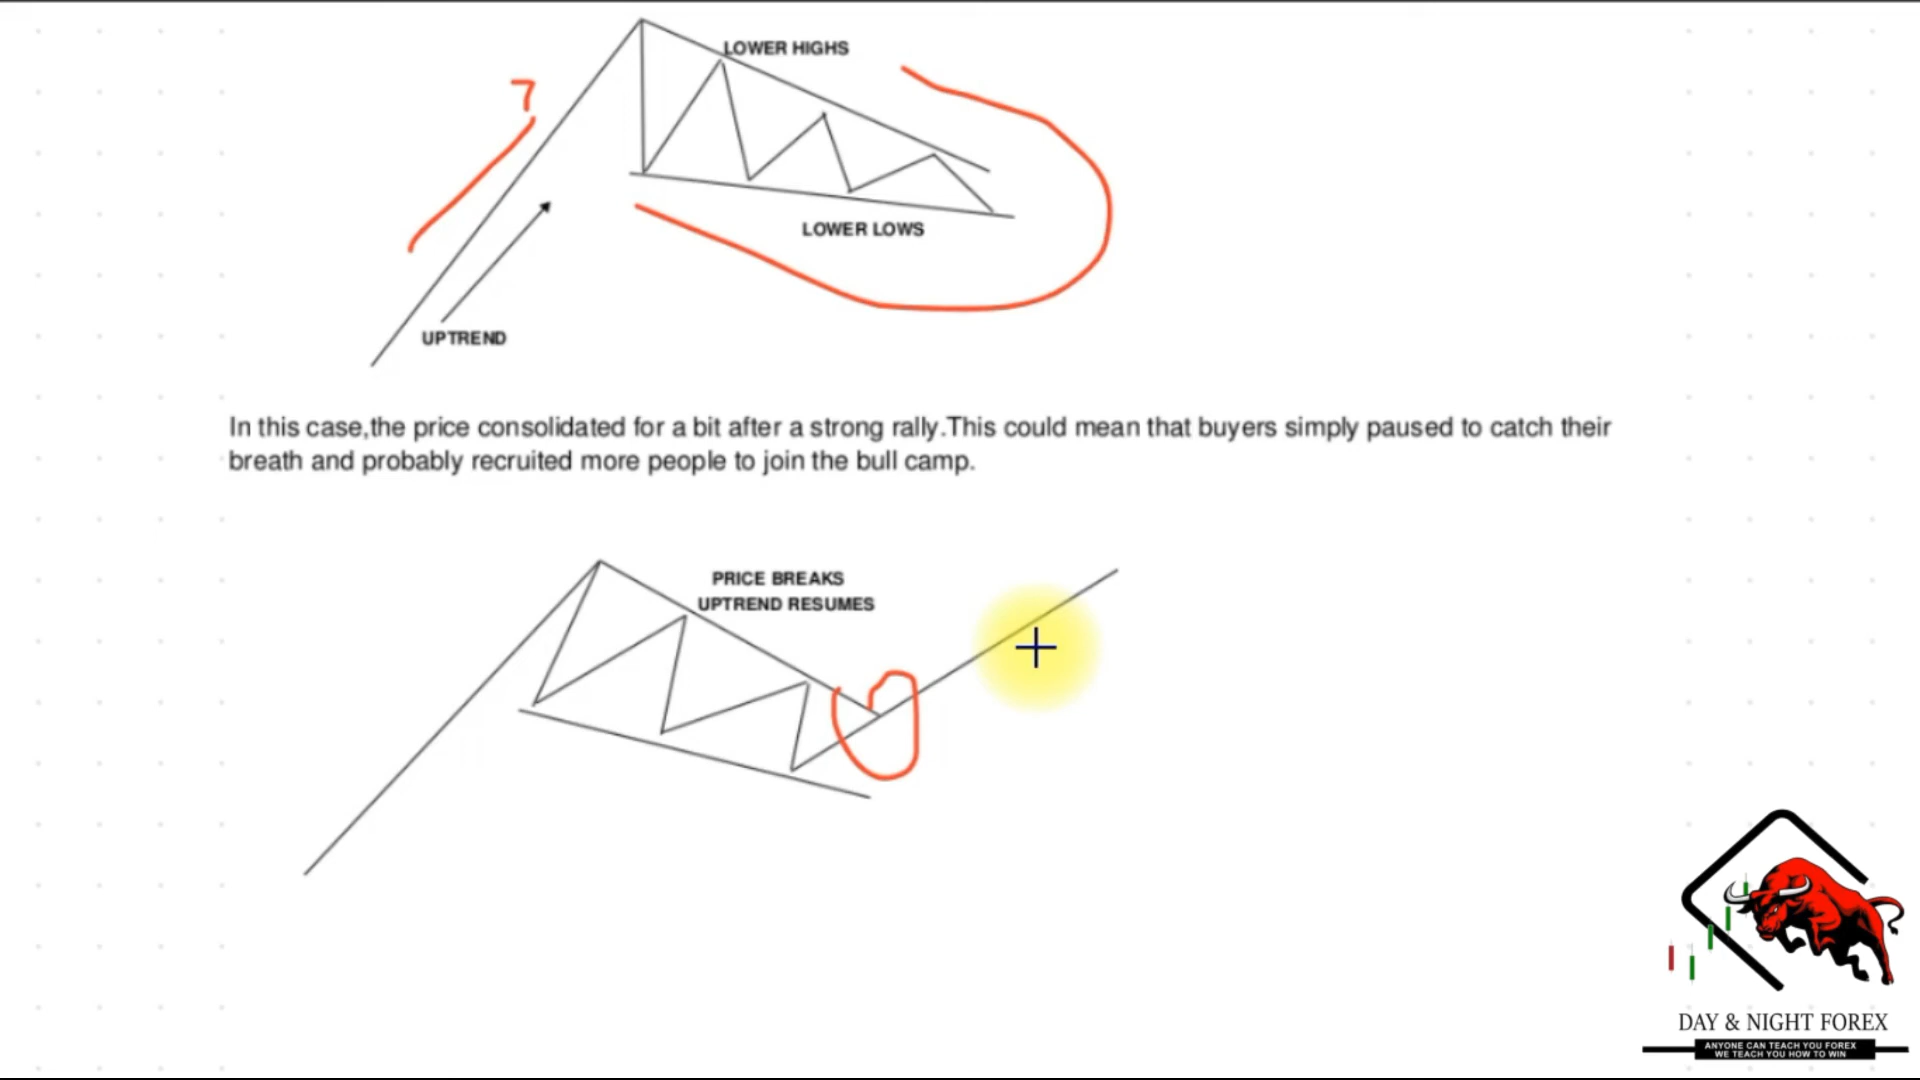 LOWER HIGHS
LOWER LOWS
UPTREND
In this case,the price consolidated for a bit after a strong rally.This could mean that buyers simply paused to catch their
breath and probably recruited more people to join the bull camp.
PRICE BREAKS
UPTREND RESUMES
DAY & NIGHT FOREX
ANYONE CAN TEACH YOU FOREX
WE TEACH YOU HOW TO WIN